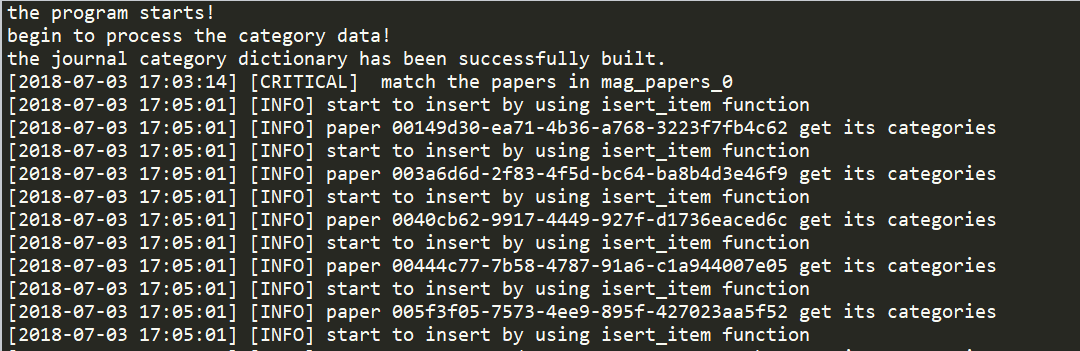 the program starts!
begin to process the category data!
the journal category dictionary has been successfully built.
[2018-07-03 17:03:14] [CRITICAL]  match the papers in mag_papers_0
[2018-07-03 17:05:01] [INFO] start to insert by using isert_item function
[2018-07-03 17:05:01] [INFO] paper 00149d30-ea71-4b36-a768-3223f7fb4c62 get its categories
[2018-07-03 17:05:01] [INFO] start to insert by using isert_item function
[2018-07-03 17:05:01] [INFO] paper 003a6d6d-2f83-4f5d-bc64-ba8b4d3e46f9 get its categories
[2018-07-03 17:05:01] [INFO] start to insert by using isert_item function
[2018-07-03 17:05:01] [INFO] paper 0040cb62-9917-4449-927f-d1736eaced6c get its categories
[2018-07-03 17:05:01] [INFO] start to insert by using isert_item function
[2018-07-03 17:05:01] [INFO] paper 00444c77-7b58-4787-91a6-c1a944007e05 get its categories
[2018-07-03 17:05:01] [INFO] start to insert by using isert_item function
[2018-07-03 17:05:01] [INFO] paper 005f3f05-7573-4ee9-895f-427023aa5f52 get its categories
[2018-07-03 17:05:01] [INFO] start to insert by using isert_item function